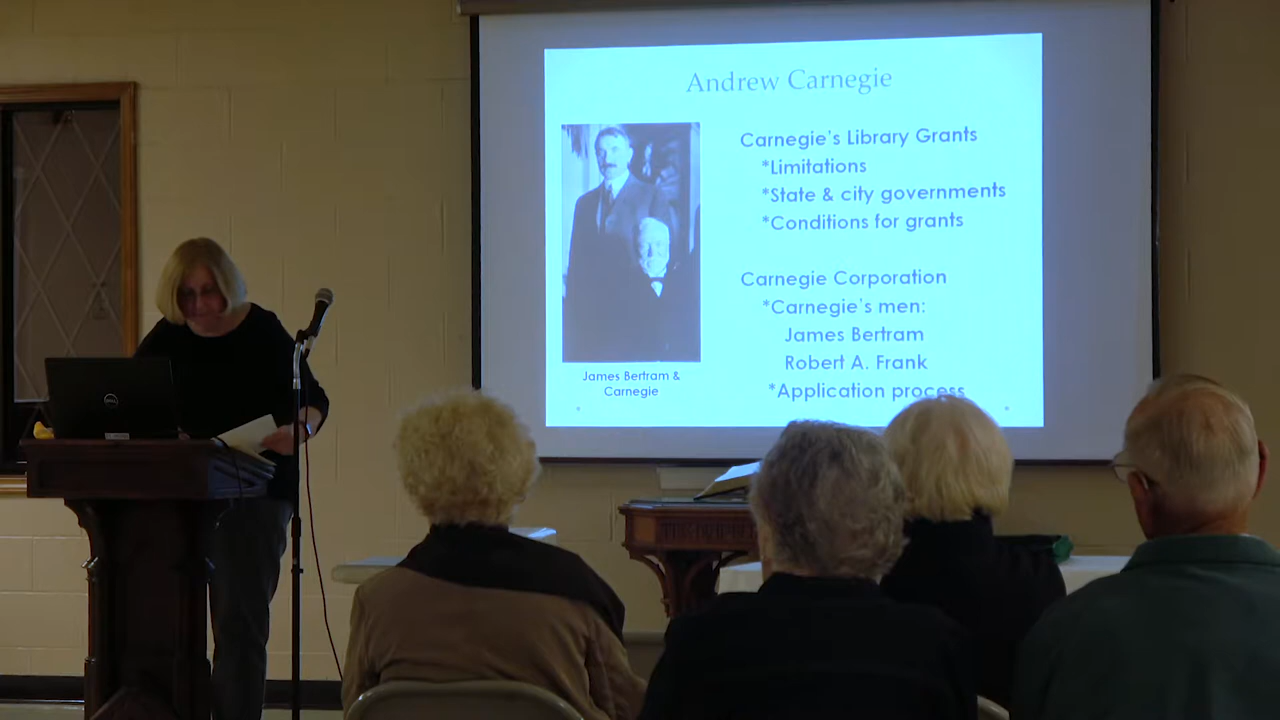 Andrew Carnegie
Carnegie's Library Grants
*Limitations
*State & city governments
*Conditions for grants
Carnegie Corporation
*Carnegie's men:
James Bertram
Robert A. Frank
*Application process
James Bertram &
Carnegie
DELL